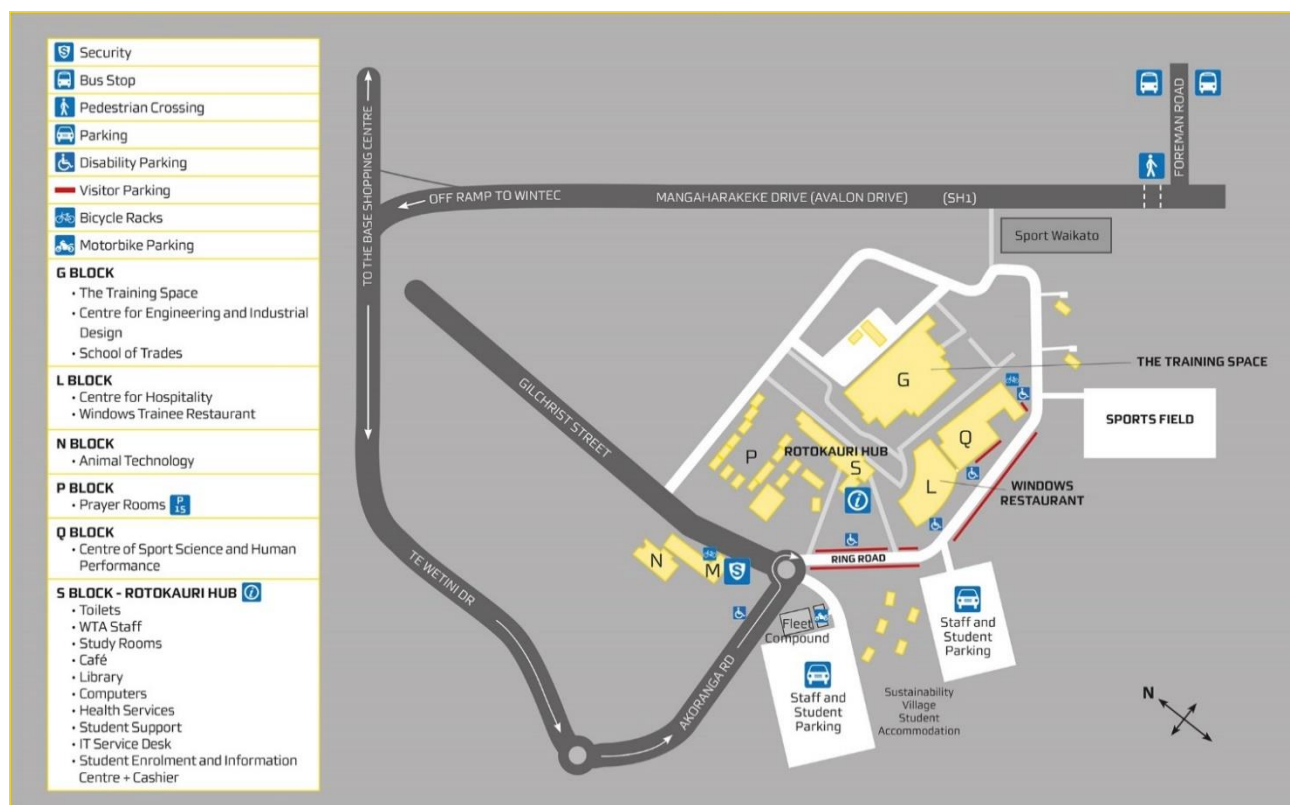 Security
Bus Stop
Pedestrian Crossing
Parking
Disability Parking
Visitor Parking
Bicycle Racks
Motorbike Parking
G BLOCK
• The Training Space
• Centre for Engineering and Industrial
Design
• School of Trades
L BLOCK
• Centre for Hospitality
• Windows Trainee Restaurant
N BLOCK
• Animal Technology
P BLOCK
• Prayer Rooms
P
15
Q BLOCK
• Centre of Sport Science and Human
Performance
S BLOCK - ROTOKAURI HUB
• Toilets
• WTA Staff
• Study Rooms
• Café
• Library
• Computers
• Health Services
• Student Support
• IT Service Desk
• Student Enrolment and Information
Centre + Cashier
TO THE BASE SHOPPING CENTRE
OFF RAMP TO WINTEC
MANGAHARAKEKE DRIVE (AVALON DRIVE) (SH1)
FOREMAN ROAD
Sport Waikato
GILCHRIST STREET
G
THE TRAINING SPACE
SPORTS FIELD
Q
ROTOKAURI HUB
P
S
L
WINDOWS
RESTAURANT
N
M
S
RING ROAD
TE WETINI DR
AKORANGA RD
Fleet
Compound
Staff and
Student
Parking
Staff and
Student
Parking
Sustainability
Village
Student
Accommodation
N